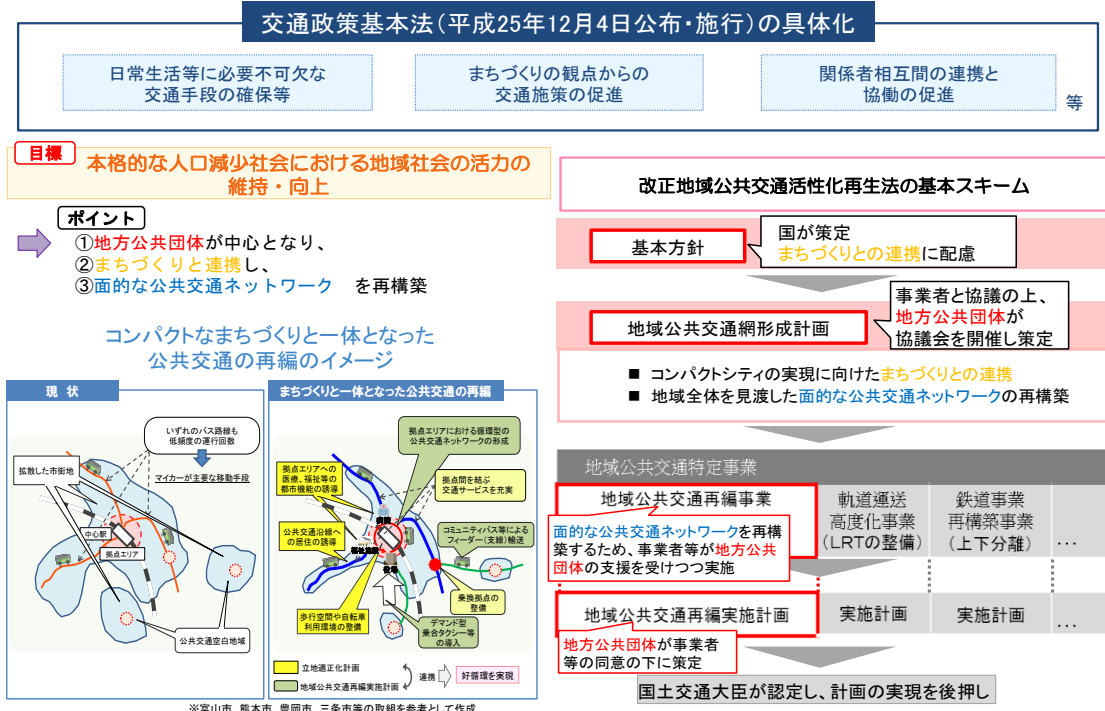 交通政策基本法(平成25年12月4日公布・施行)の具体化
日常生活等に必要不可欠な
交通手段の確保等
まちづくりの観点からの
交通施策の促進
関係者相互間の連携と
協働の促進
等
目標
本格的な人口減少社会における地域社会の活力の
維持・向上
ポイント
①地方公共団体が中心となり、
②まちづくりと連携し、
③面的な公共交通ネットワーク を再構築
コンパクトなまちづくりと一体となった
公共交通の再編のイメージ
現 状
いずれのバス路線も
低頻度の運行回数
マイカーが主要な移動手段
拡散した市街地
中心駅
拠点エリア
公共交通空白地域
まちづくりと一体となった公共交通の再編
拠点エリアにおける循環型の
公共交通ネットワークの形成
拠点エリアへの
医療、福祉等の
都市機能の誘導
拠点間を結ぶ
交通サービスを充実
病院
公共交通沿線へ
の居住の誘導
福祉施設
コミュニティバス等による
フィーダー(支線)輸送
役場
乗換拠点の
整備
歩行空間や自転車
利用環境の整備
デマンド型
乗合タクシー等
の導入
立地適正化計画
地域公共交通再編実施計画
連携
好循環を実現
※富山市、熊本市、豊岡市、三条市等の取組を参考として作成
改正地域公共交通活性化再生法の基本スキーム
基本方針
国が策定
まちづくりとの連携に配慮
地域公共交通網形成計画
事業者と協議の上、
地方公共団体が
協議会を開催し策定
■ コンパクトシティの実現に向けたまちづくりとの連携
■ 地域全体を見渡した面的な公共交通ネットワークの再構築
地域公共交通特定事業
地域公共交通再編事業
面的な公共交通ネットワークを再構
築するため、事業者等が地方公共
団体の支援を受けつつ実施
軌道運送
高度化事業
(LRTの整備)
鉄道事業
再構築事業
(上下分離)
…
地域公共交通再編実施計画
実施計画
実施計画
…
地方公共団体が事業者
等の同意の下に策定
国土交通大臣が認定し、計画の実現を後押し